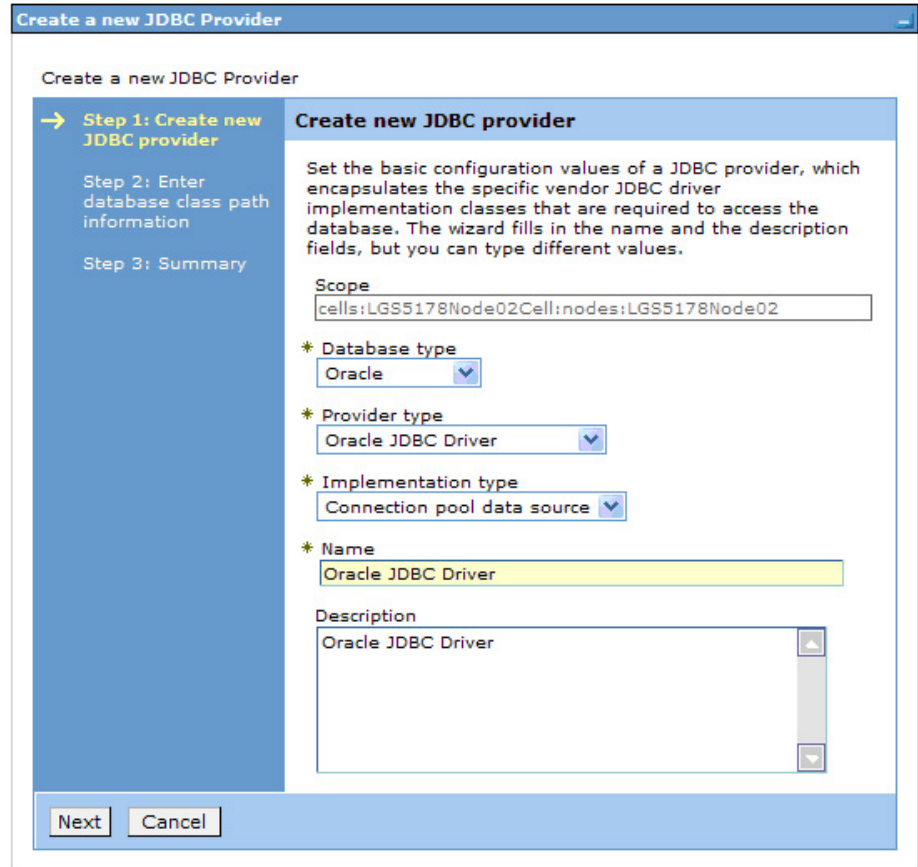 Create a new JDBC Provider
Create a new JDBC Provider
Step 1: Create new
JDBC provider
Step 2: Enter
database class path
information
Step 3: Summary
Create new JDBC provider
Set the basic configuration values of a JDBC provider, which
encapsulates the specific vendor JDBC driver
implementation classes that are required to access the
database. The wizard fills in the name and the description
fields, but you can type different values.
Scope
cells:LGS5178Node02Cell:nodes:LGS5178Node02
* Database type
Oracle
* Provider type
Oracle JDBC Driver
* Implementation type
Connection pool data source
* Name
Oracle JDBC Driver
Description
Oracle JDBC Driver
Next Cancel